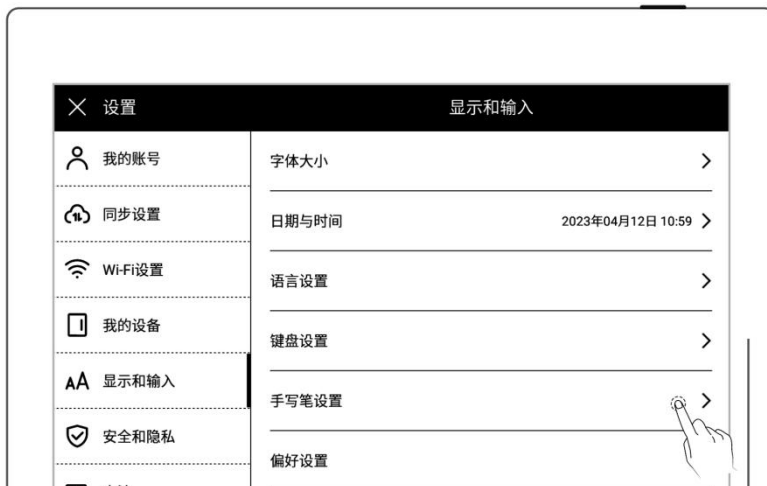 设置
显示和输入
我的账号
同步设置
Wi-Fi设置
我的设备
AA 显示和输入
安全和隐私
字体大小
日期与时间 2023年04月12日 10:59
语言设置
键盘设置
手写笔设置
偏好设置